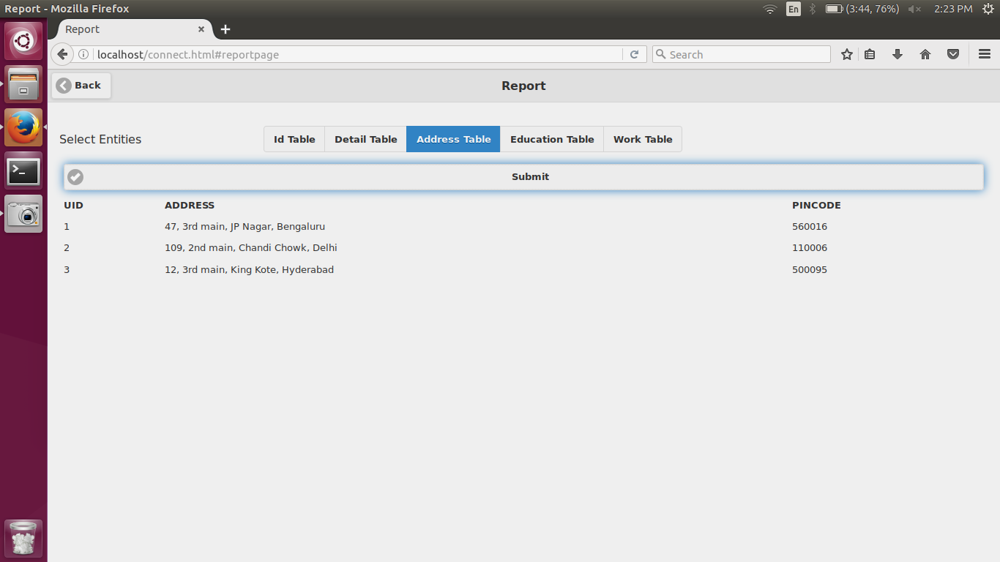 Report - Mozilla Firefox
En
(3:44, 76%)
2:23 PM
Report
localhost/connect.html#reportpage
Search
Back
Report
Select Entities
Id Table
Detail Table
Address Table
Education Table
Work Table
Submit
UID ADDRESS PINCODE
1 47, 3rd main, JP Nagar, Bengaluru 560016
2 109, 2nd main, Chandi Chowk, Delhi 110006
3 12, 3rd main, King Kote, Hyderabad 500095